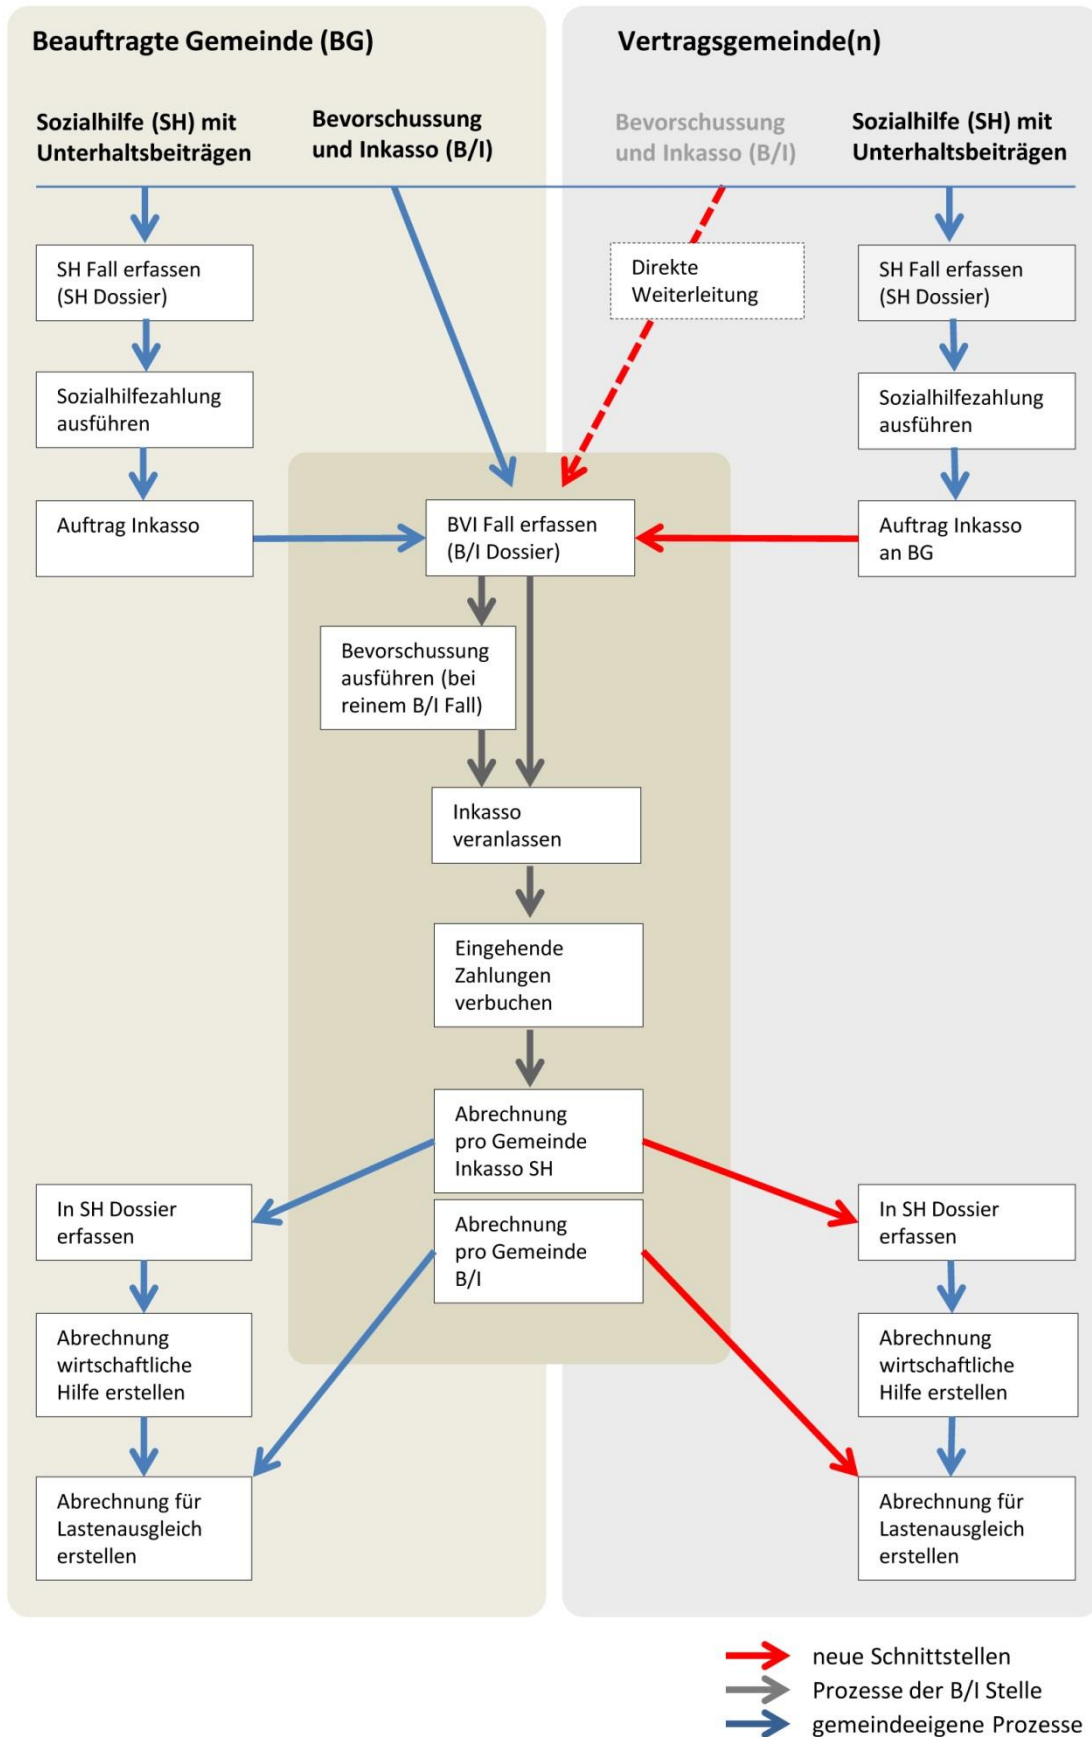 Beauftragte Gemeinde (BG)
Vertragsgemeinde(n)
Sozialhilfe (SH) mit
Unterhaltsbeiträgen
Bevorschussung
und Inkasso (B/I)
Bevorschussung
und Inkasso (B/I)
Sozialhilfe (SH) mit
Unterhaltsbeiträgen
SH Fall erfassen
(SH Dossier)
Direkte
Weiterleitung
SH Fall erfassen
(SH Dossier)
Sozialhilfezahlung
ausführen
Sozialhilfezahlung
ausführen
Auftrag Inkasso
BVI Fall erfassen
(B/I Dossier)
Auftrag Inkasso
an BG
Bevorschussung
ausführen (bei
reinem B/I Fall)
Inkasso
veranlassen
Eingehende
Zahlungen
verbuchen
Abrechnung
pro Gemeinde
Inkasso SH
In SH Dossier
erfassen
Abrechnung
pro Gemeinde
B/I
In SH Dossier
erfassen
Abrechnung
wirtschaftliche
Hilfe erstellen
Abrechnung
wirtschaftliche
Hilfe erstellen
Abrechnung für
Lastenausgleich
erstellen
Abrechnung für
Lastenausgleich
erstellen
neue Schnittstellen
Prozesse der B/I Stelle
gemeindeeigene Prozesse